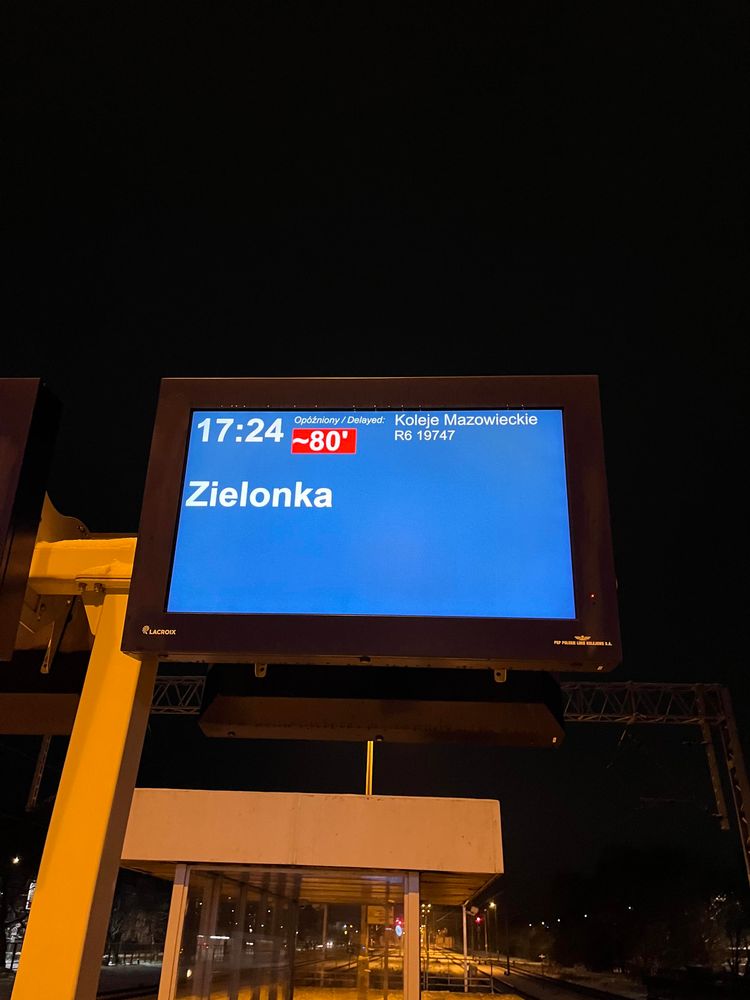 17:24
Opóźniony / Delayed:
~80'
Koleje Mazowieckie
R6 19747
Zielonka
LACROIX
PKP POLSKIE LINIE KOLEJOWE S.A.